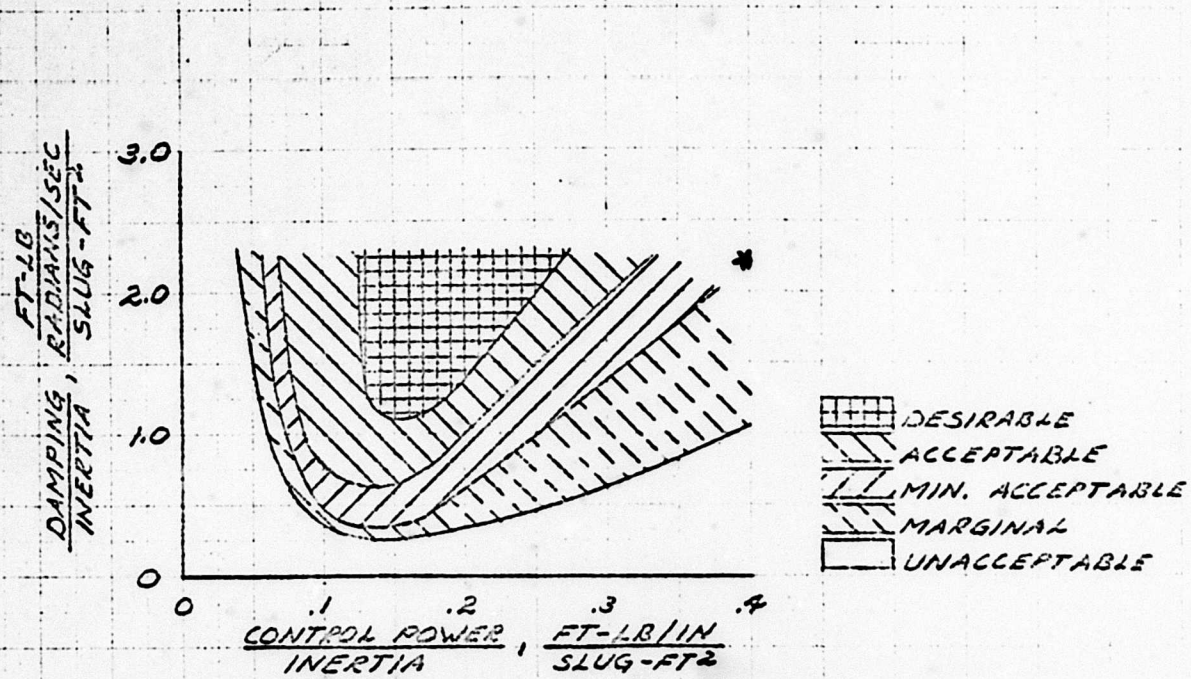 3.0
2.0
1.0
0
0 .1 .2 .3 .4
DAMPING , FT-LB
RADIANS/SEC
INERTIA SLUG-FT2
CONTROL POWER , FT-LB/IN
INERTIA SLUG-FT2
*
DESIRABLE
ACCEPTABLE
MIN. ACCEPTABLE
MARGINAL
UNACCEPTABLE